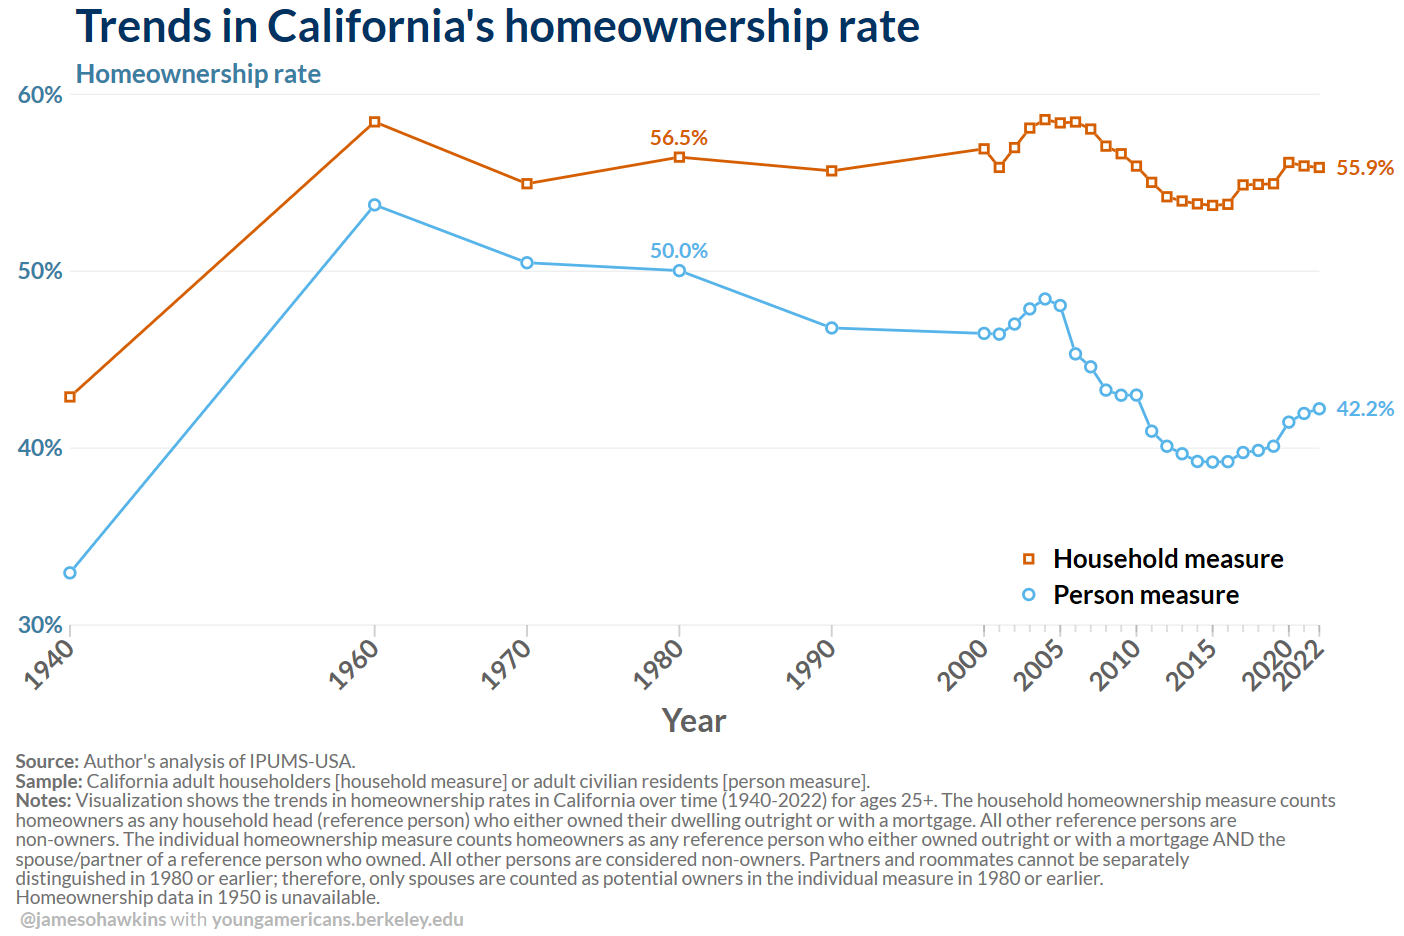 Trends in California's homeownership rate
Homeownership rate
60%
50%
40%
30%
56.5%
55.9%
50.0%
42.2%
Household measure
Person measure
1940
1960
1970
1980
1990
2000
2005
2010
2015
2020
2022
Year
Source: Author's analysis of IPUMS-USA.
Sample: California adult householders [household measure] or adult civilian residents [person measure].
Notes: Visualization shows the trends in homeownership rates in California over time (1940-2022) for ages 25+. The household homeownership measure counts
homeowners as any household head (reference person) who either owned their dwelling outright or with a mortgage. All other reference persons are
non-owners. The individual homeownership measure counts homeowners as any reference person who either owned outright or with a mortgage AND the
spouse/partner of a reference person who owned. All other persons are considered non-owners. Partners and roommates cannot be separately
distinguished in 1980 or earlier; therefore, only spouses are counted as potential owners in the individual measure in 1980 or earlier.
Homeownership data in 1950 is unavailable.
@jamesohawkins with youngamericans.berkeley.edu